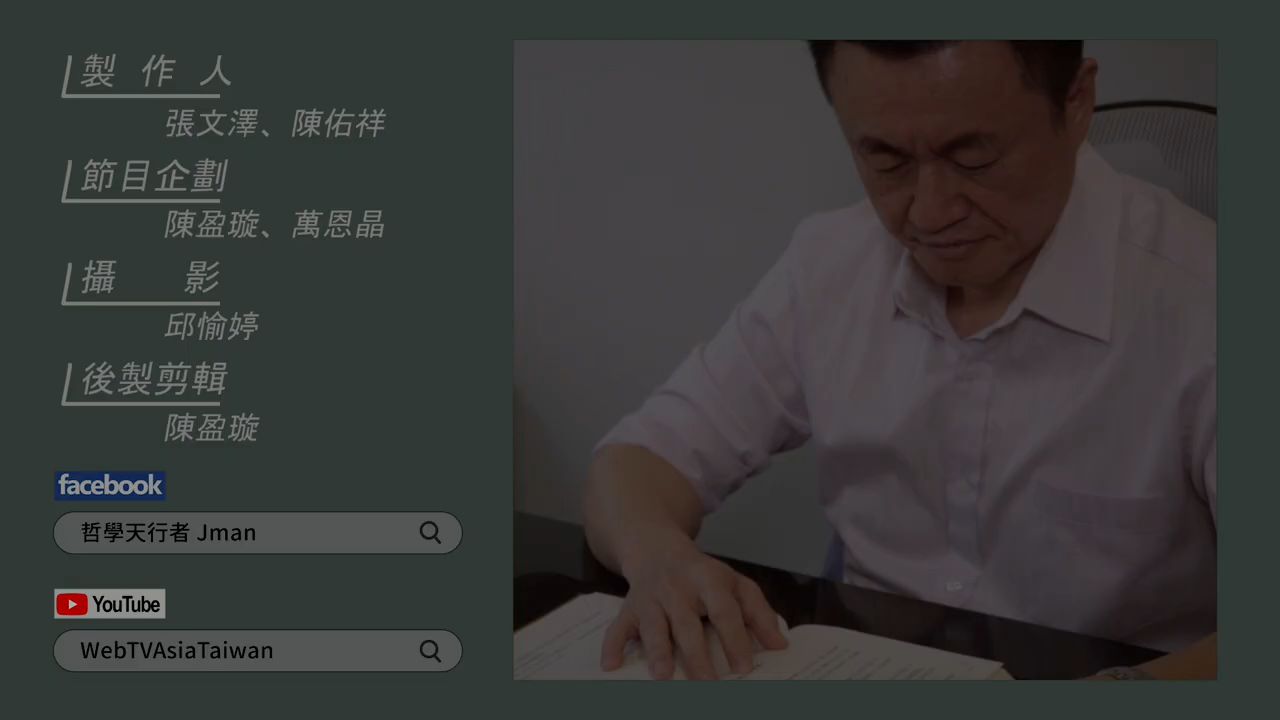 製作人
張文澤、陳佑祥
節目企劃
陳盈璇、萬恩晶
攝影
邱愉婷
後製剪輯
陳盈璇
facebook
哲學天行者 Jman
YouTube
WebTVAsiaTaiwan